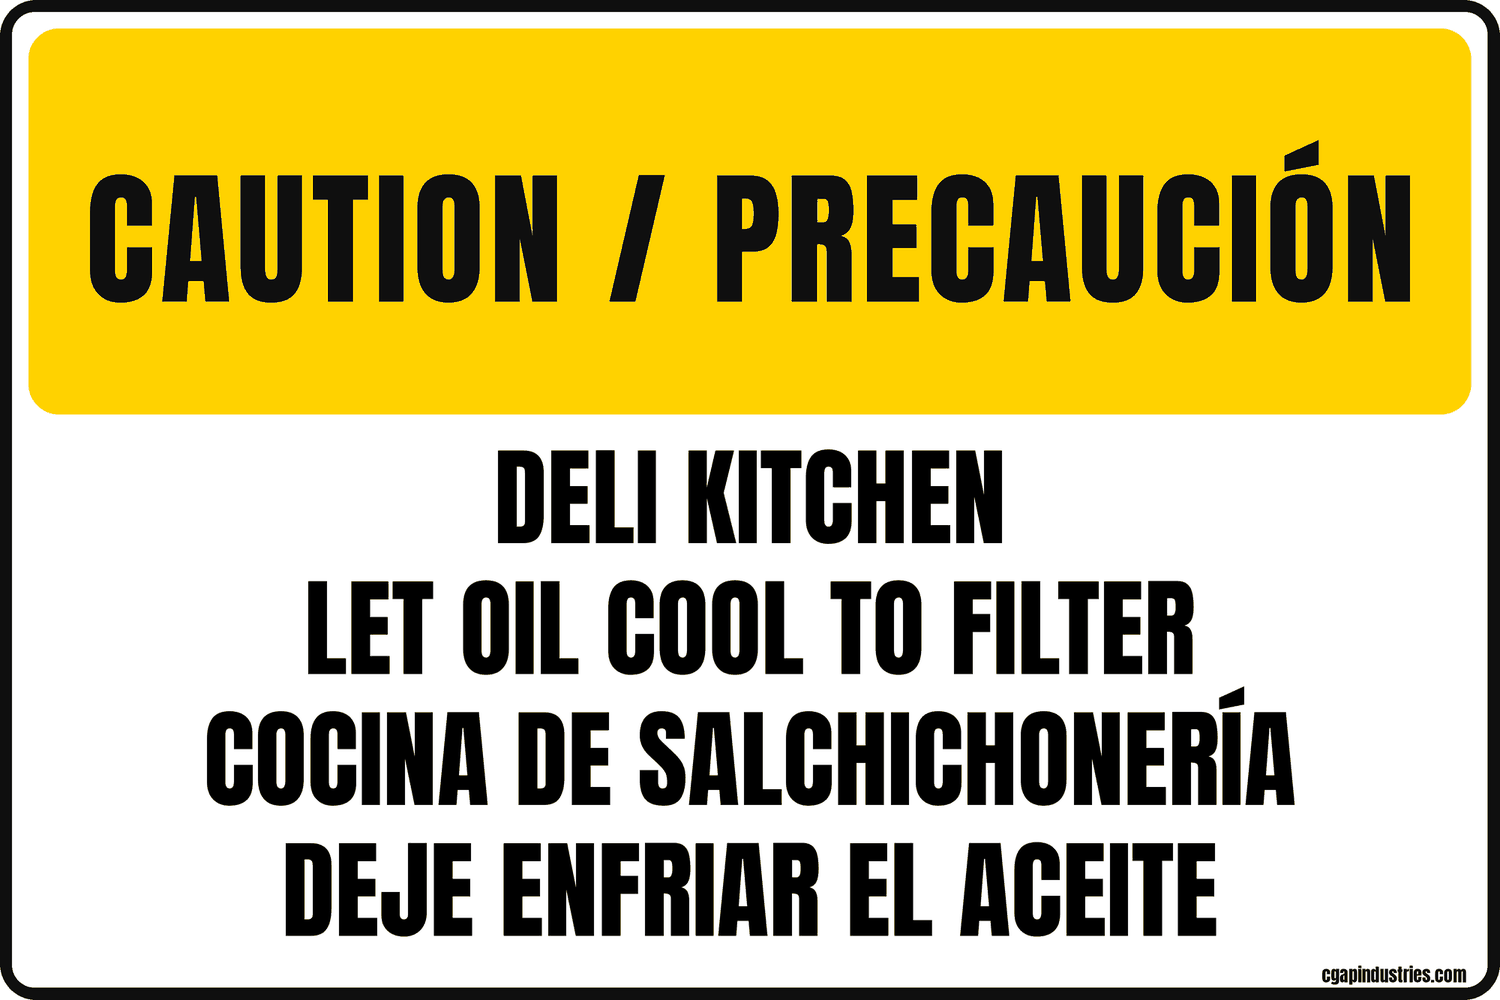 CAUTION / PRECAUCIÓN
DELI KITCHEN
LET OIL COOL TO FILTER
COCINA DE SALCHICHONERÍA
DEJE ENFRIAR EL ACEITE
cgapindustries.com